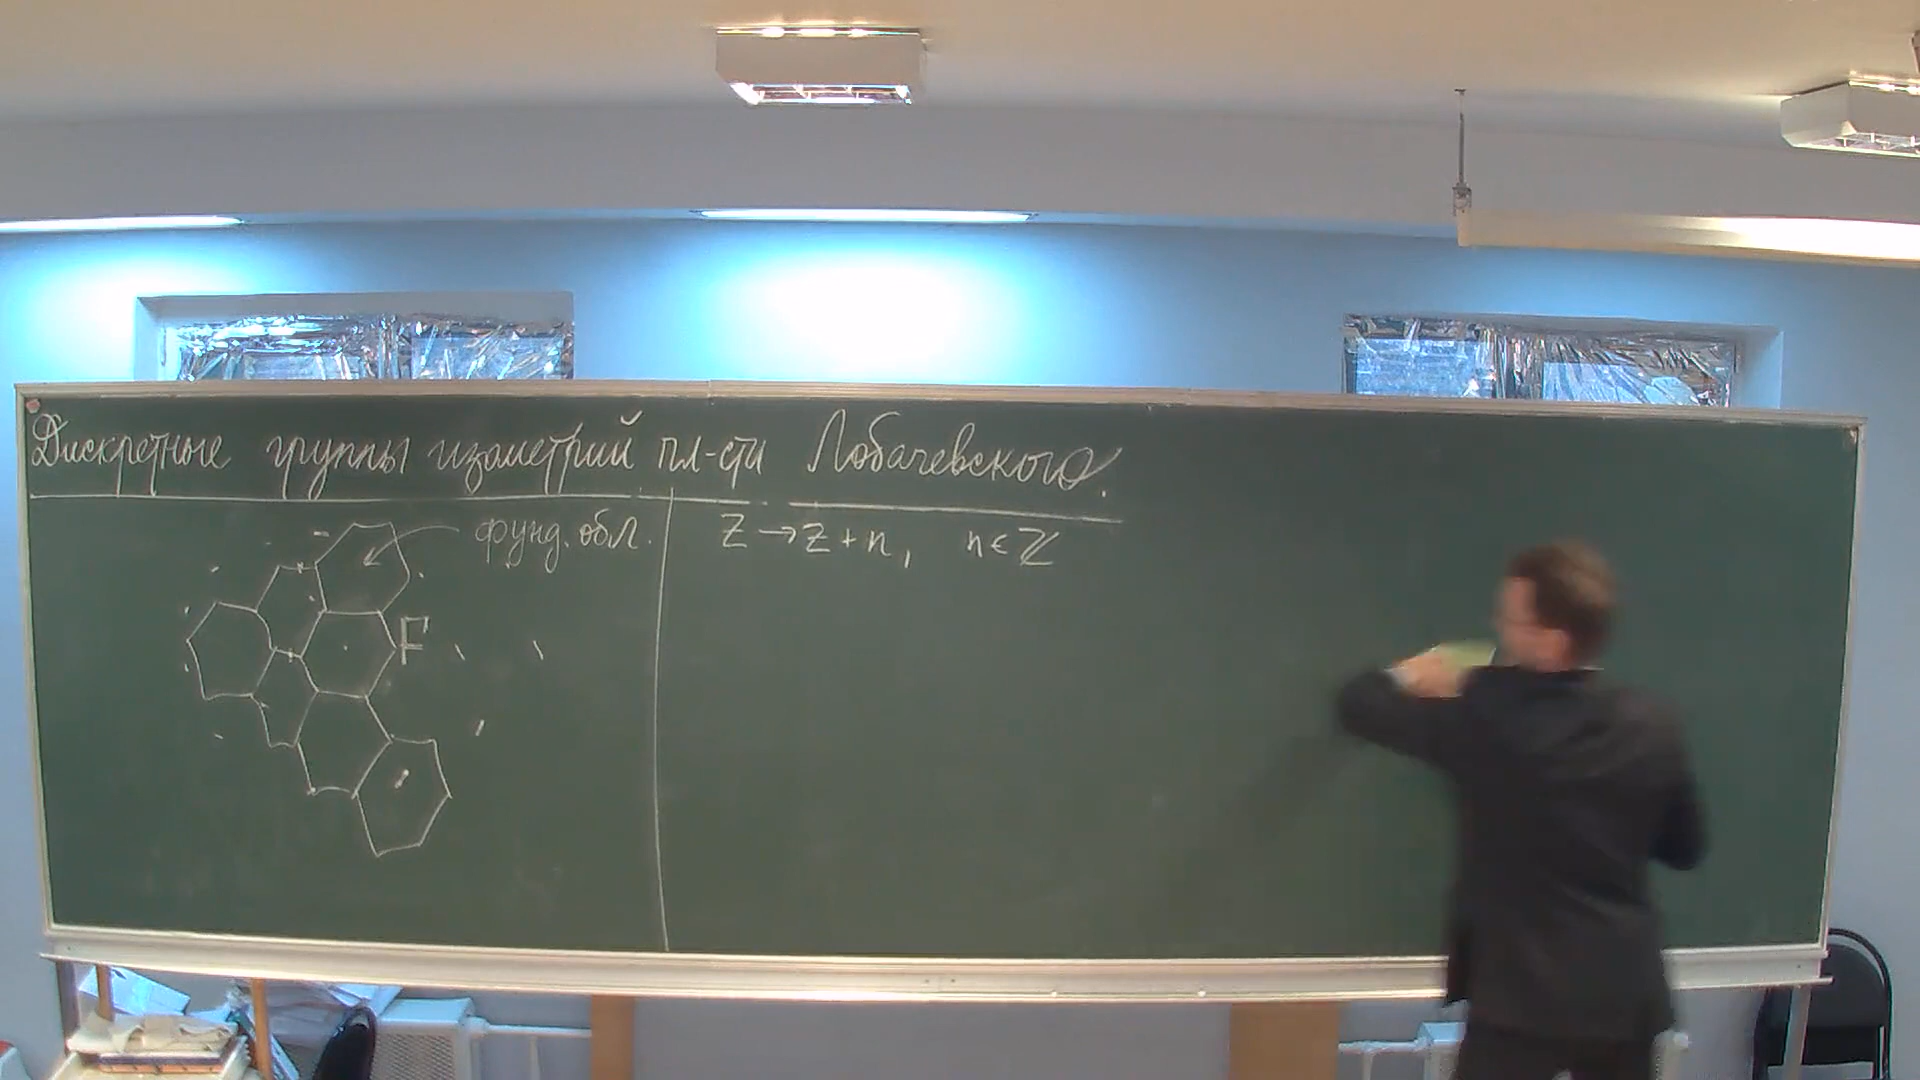 Дискретные группы изометрий пл-сти Лобачевского.
фунд. обл.
F
z → z + n, n ∈ ℤ